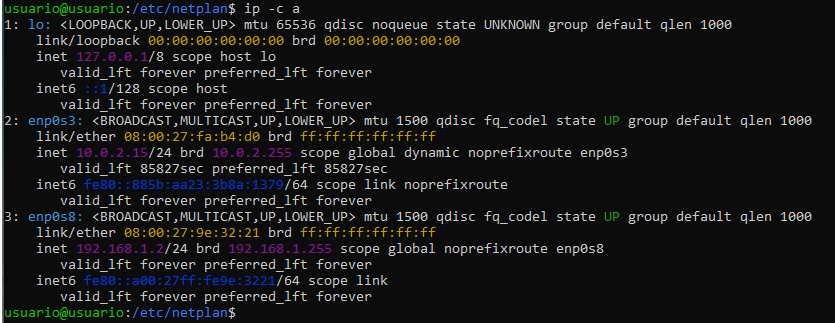 usuario@usuario:/etc/netplan$ ip -c a
1: lo: <LOOPBACK,UP,LOWER_UP> mtu 65536 qdisc noqueue state UNKNOWN group default qlen 1000
    link/loopback 00:00:00:00:00:00 brd 00:00:00:00:00:00
    inet 127.0.0.1/8 scope host lo
       valid_lft forever preferred_lft forever
    inet6 ::1/128 scope host
       valid_lft forever preferred_lft forever
2: enp0s3: <BROADCAST,MULTICAST,UP,LOWER_UP> mtu 1500 qdisc fq_codel state UP group default qlen 1000
    link/ether 08:00:27:fa:b4:d0 brd ff:ff:ff:ff:ff:ff
    inet 10.0.2.15/24 brd 10.0.2.255 scope global dynamic noprefixroute enp0s3
       valid_lft 85827sec preferred_lft 85827sec
    inet6 fe80::885b:aa23:3b8a:1379/64 scope link noprefixroute
       valid_lft forever preferred_lft forever
3: enp0s8: <BROADCAST,MULTICAST,UP,LOWER_UP> mtu 1500 qdisc fq_codel state UP group default qlen 1000
    link/ether 08:00:27:9e:32:21 brd ff:ff:ff:ff:ff:ff
    inet 192.168.1.2/24 brd 192.168.1.255 scope global noprefixroute enp0s8
       valid_lft forever preferred_lft forever
    inet6 fe80::a00:27ff:fe9e:3221/64 scope link
       valid_lft forever preferred_lft forever
usuario@usuario:/etc/netplan$